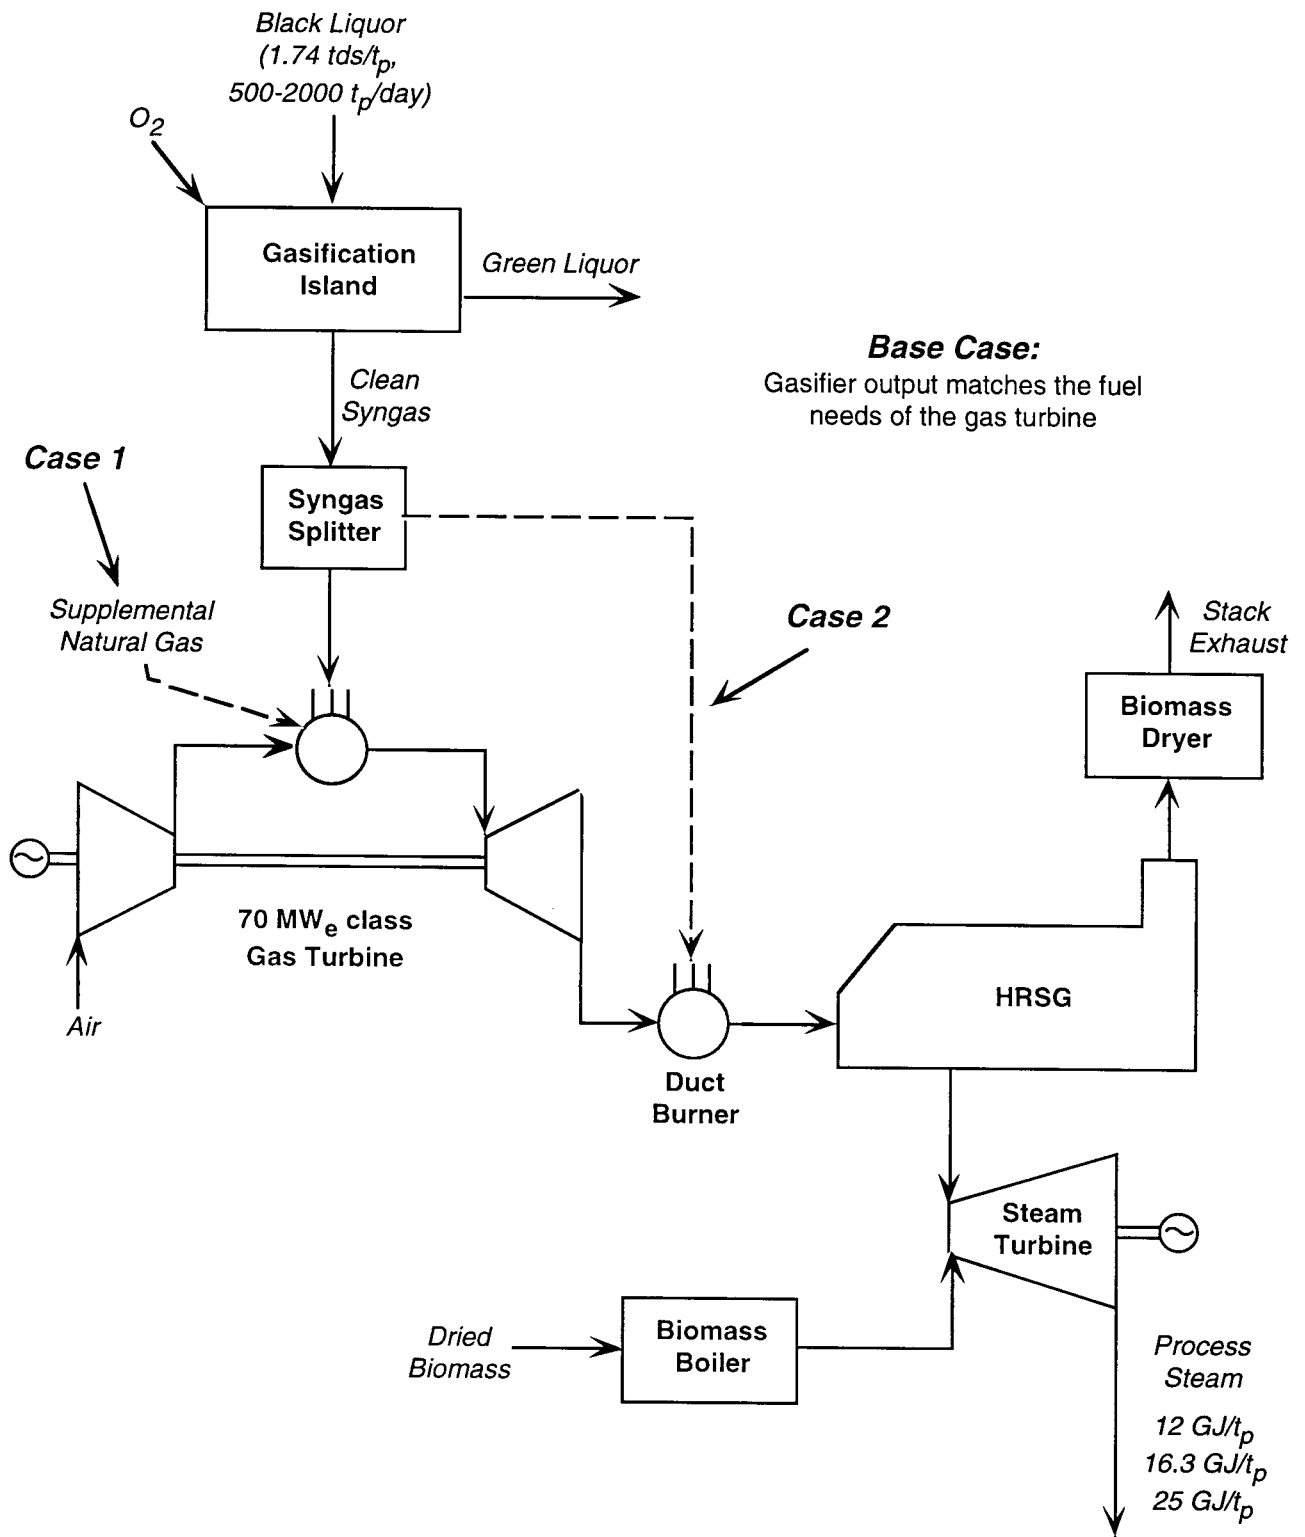 Black Liquor
(1.74 tds/tp,
500-2000 tp/day)
O2
Gasification
Island
Green Liquor
Base Case:
Gasifier output matches the fuel
needs of the gas turbine
Clean
Syngas
Case 1
Syngas
Splitter
Supplemental
Natural Gas
Case 2
Stack
Exhaust
Biomass
Dryer
70 MWe class
Gas Turbine
Air
HRSG
Duct
Burner
Steam
Turbine
Dried
Biomass
Biomass
Boiler
Process
Steam
12 GJ/tp
16.3 GJ/tp
25 GJ/tp